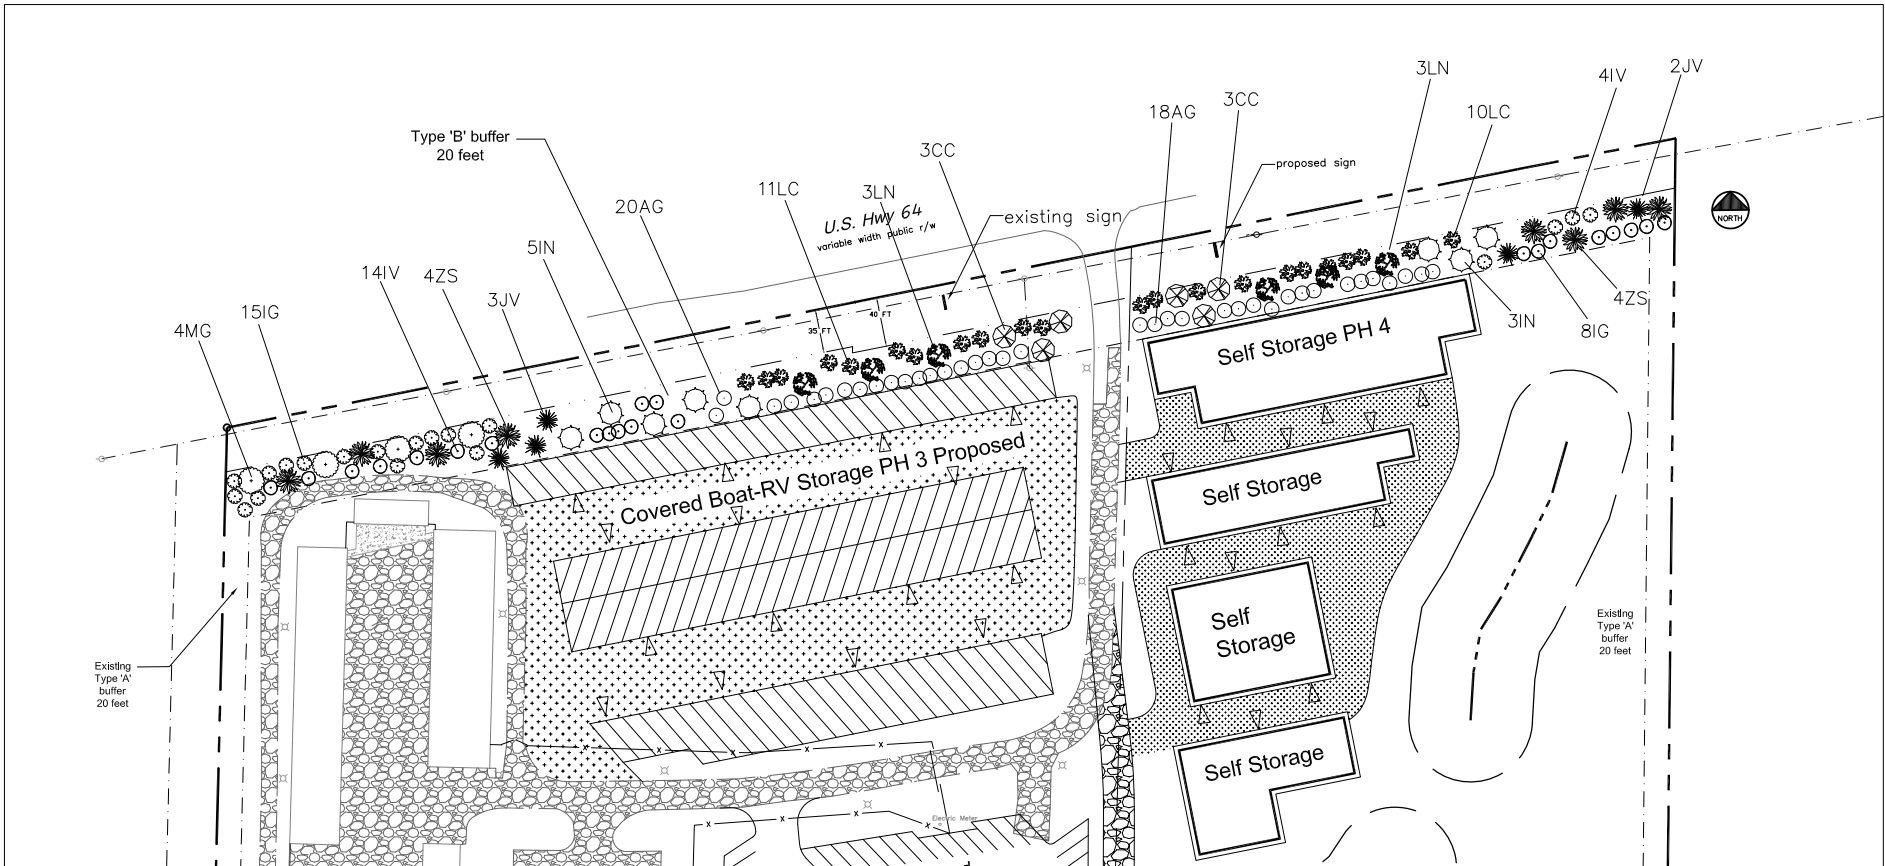 3LN
4IV
2JV
18AG
3CC
10LC
Type 'B' buffer
20 feet
3CC
proposed sign
11LC
3LN
20AG
U.S. Hwy 64
variable width public r/w
existing sign
NORTH
5IN
14IV
4ZS
3JV
4MG
15IG
35 FT
40 FT
4ZS
3IN
8IG
Self Storage PH 4
Covered Boat-RV Storage PH 3 Proposed
Self Storage
Self
Storage
Existing
Type 'A'
buffer
20 feet
Existing
Type 'A'
buffer
20 feet
Self Storage
x x x x x
x x x x
Electric Meter